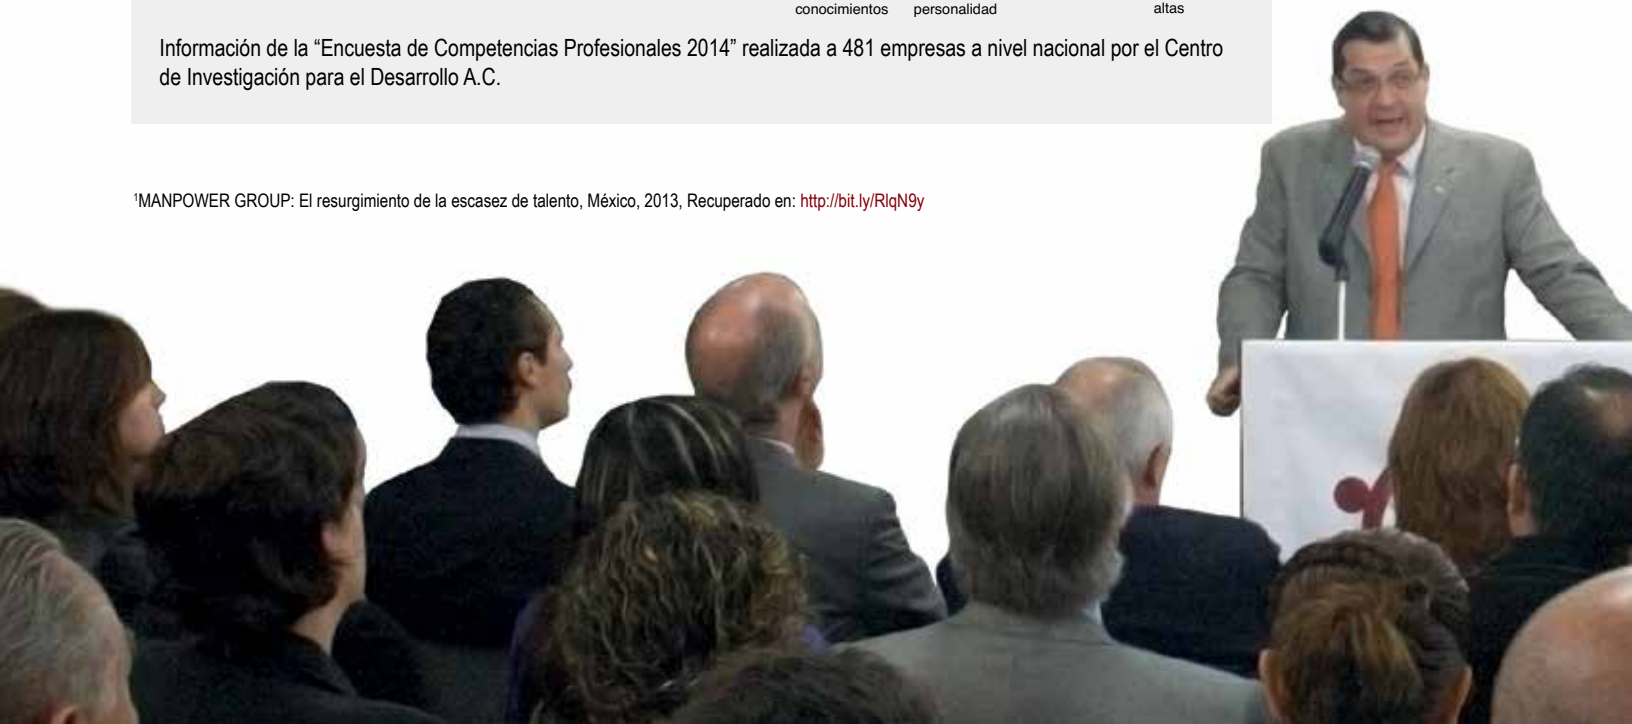 conocimientos personalidad altas
Información de la “Encuesta de Competencias Profesionales 2014” realizada a 481 empresas a nivel nacional por el Centro
de Investigación para el Desarrollo A.C.
¹MANPOWER GROUP: El resurgimiento de la escasez de talento, México, 2013, Recuperado en: http://bit.ly/RlqN9y